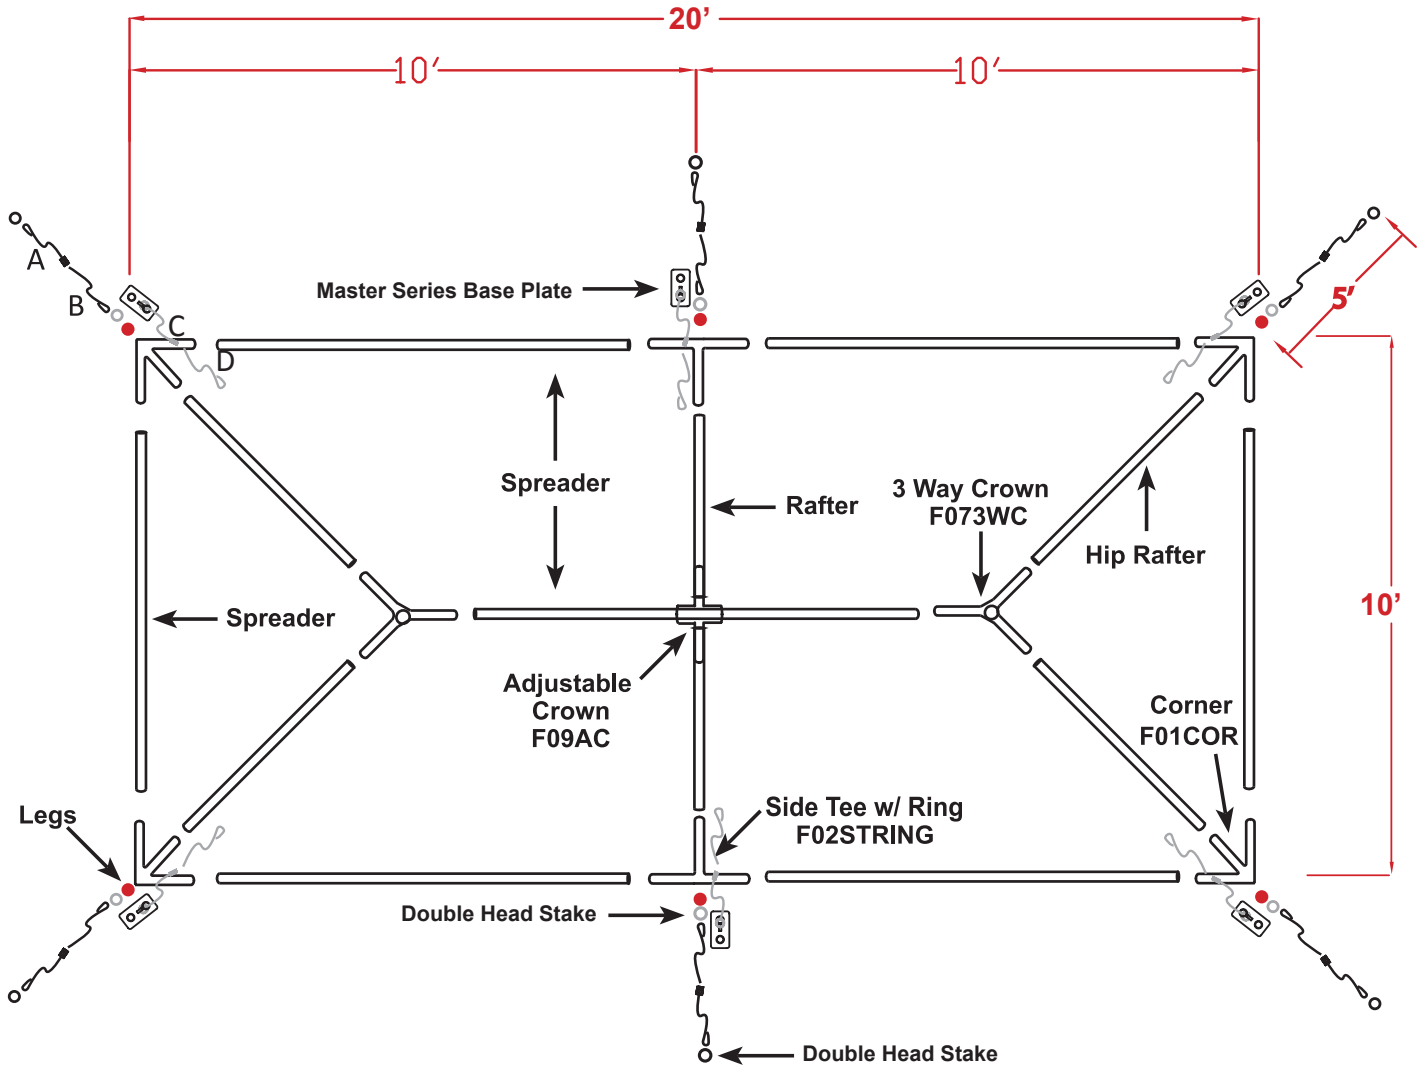 20’
10′
10′
A
B
C
D
5’
Master Series Base Plate
Spreader
Rafter
3 Way Crown
F073WC
Hip Rafter
10’
Spreader
Adjustable
Crown
F09AC
Corner
F01COR
Legs
Side Tee w/ Ring
F02STRING
Double Head Stake
Double Head Stake